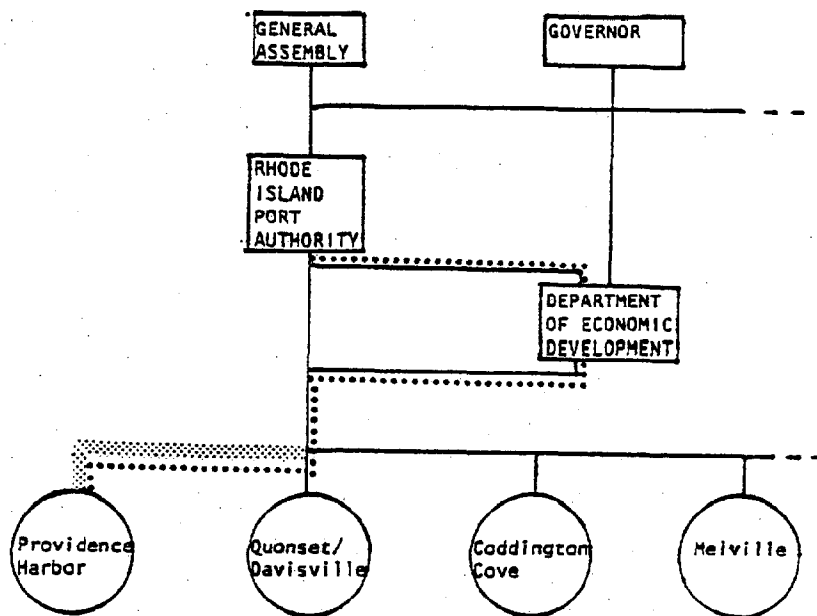 GENERAL
ASSEMBLY
GOVERNOR
RHODE
ISLAND
PORT
AUTHORITY
DEPARTMENT
OF ECONOMIC
DEVELOPMENT
Providence
Harbor
Quonset/
Davisville
Coddington
Cove
Melville